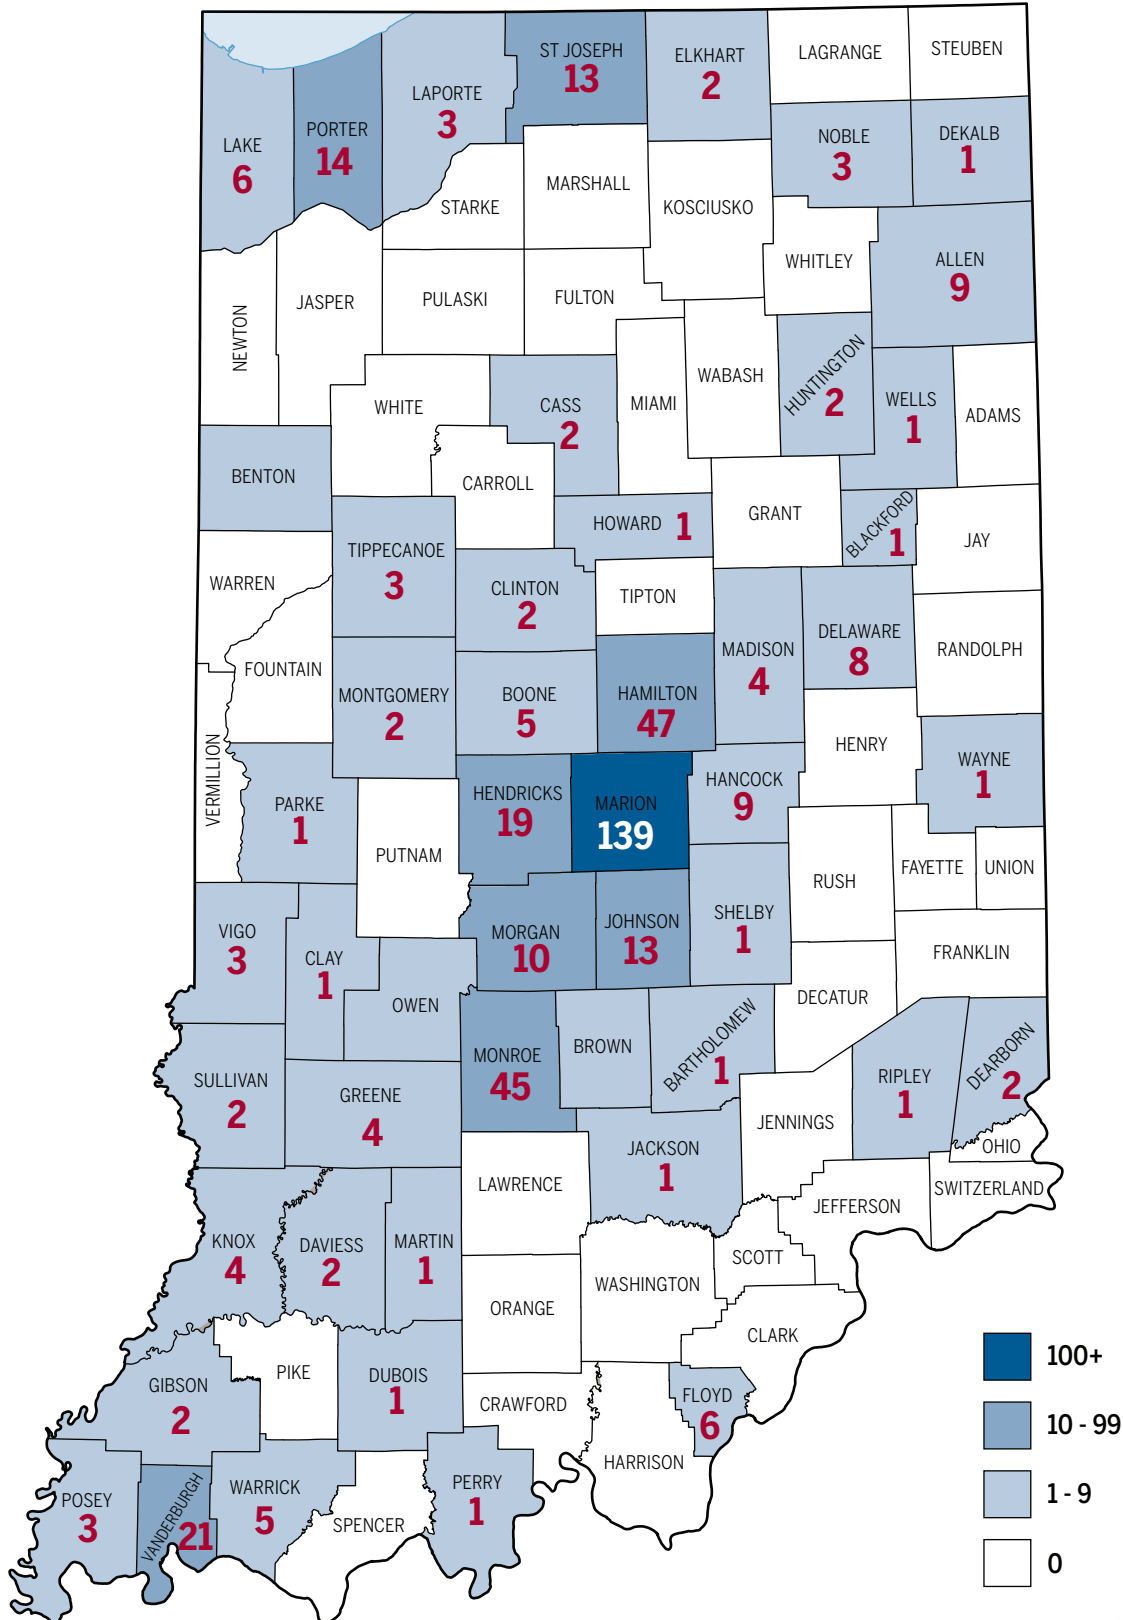 ST JOSEPH
13
ELKHART
2
LAGRANGE
STEUBEN
LAPORTE
3
PORTER
14
LAKE
6
NOBLE
3
DEKALB
1
STARKE
MARSHALL
KOSCIUSKO
WHITLEY
ALLEN
9
NEWTON
JASPER
PULASKI
FULTON
HUNTINGTON
2
WHITE
CASS
2
MIAMI
WABASH
WELLS
1
ADAMS
BENTON
CARROLL
HOWARD 1
GRANT
BLACKFORD
1
JAY
TIPPECANOE
3
WARREN
CLINTON
2
TIPTON
MADISON
4
DELAWARE
8
RANDOLPH
FOUNTAIN
MONTGOMERY
2
BOONE
5
HAMILTON
47
HENRY
WAYNE
1
VERMILLION
PARKE
1
HENDRICKS
19
MARION
139
HANCOCK
9
PUTNAM
RUSH
FAYETTE
UNION
VIGO
3
CLAY
1
MORGAN
10
JOHNSON
13
SHELBY
1
FRANKLIN
OWEN
DECATUR
MONROE
45
BROWN
BARTHOLOMEW
1
SULLIVAN
2
GREENE
4
RIPLEY
1
DEARBORN
2
JENNINGS
OHIO
LAWRENCE
JACKSON
1
SWITZERLAND
JEFFERSON
KNOX
4
DAVIESS
2
MARTIN
1
SCOTT
WASHINGTON
ORANGE
CLARK
PIKE
GIBSON
2
DUBOIS
1
CRAWFORD
FLOYD
6
HARRISON
POSEY
3
VANDERBURGH
21
WARRICK
5
SPENCER
PERRY
1
100+
10 - 99
1 - 9
0